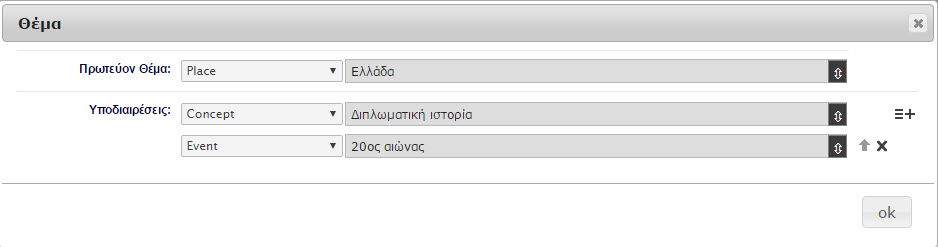 Θέμα
Πρωτεύον Θέμα: Place Ελλάδα
Υποδιαιρέσεις: Concept Διπλωματική ιστορία
Event 20ος αιώνας
ok